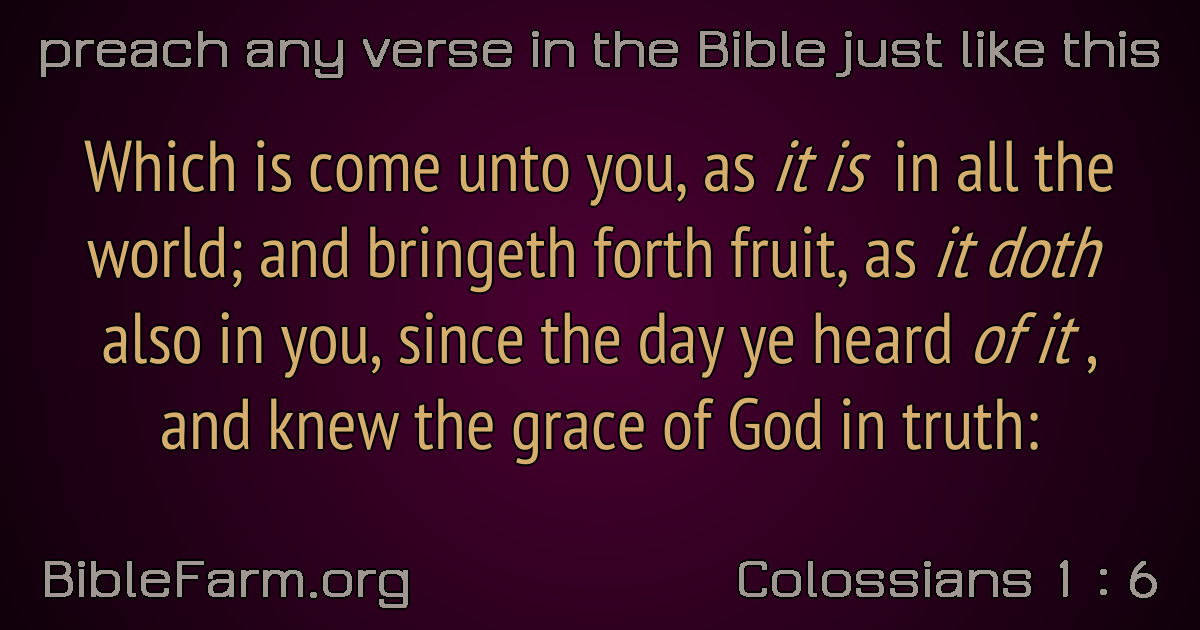 preach any verse in the Bible just like this
Which is come unto you, as it is in all the
world; and bringeth forth fruit, as it doth
also in you, since the day ye heard of it ,
and knew the grace of God in truth:
BibleFarm.org
Colossians 1 : 6